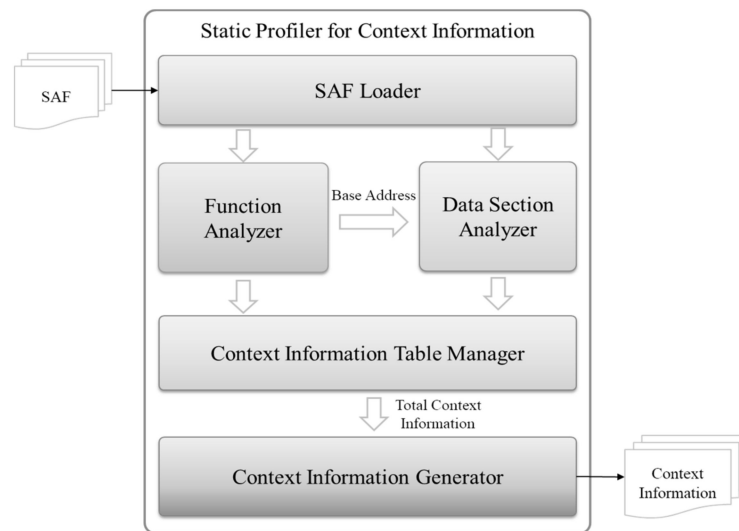 Static Profiler for Context Information
SAF
SAF Loader
Function
Analyzer
Base Address
Data Section
Analyzer
Context Information Table Manager
Total Context
Information
Context Information Generator
Context
Information